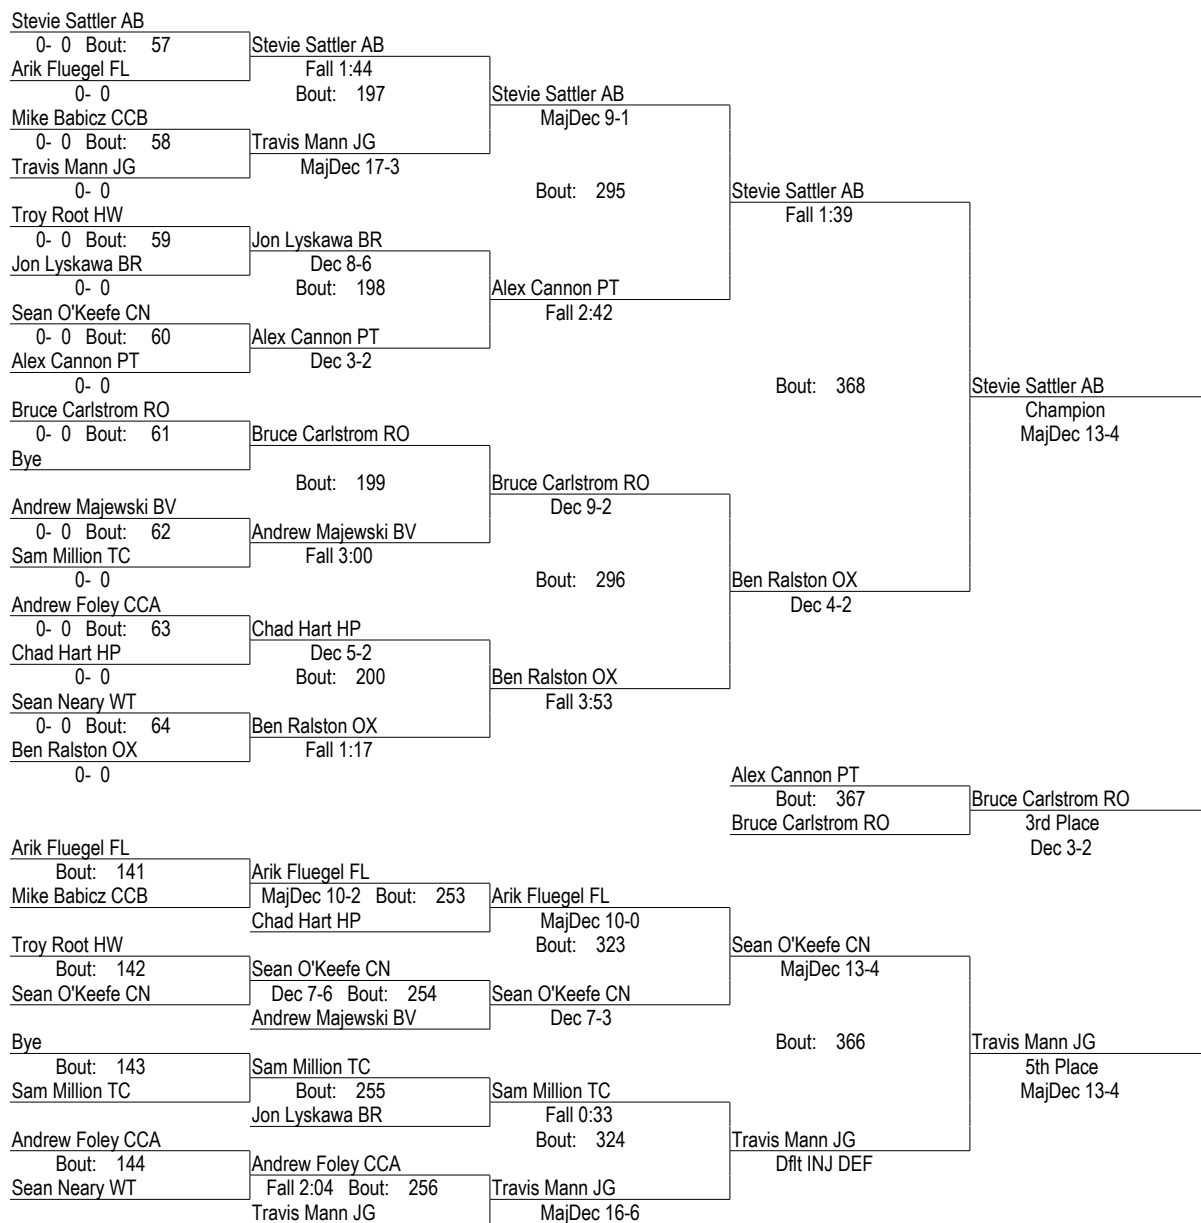 Stevie Sattler AB
0- 0 Bout: 57 Stevie Sattler AB
Arik Fluegel FL Fall 1:44
0- 0 Bout: 197 Stevie Sattler AB
Mike Babicz CCB MajDec 9-1
0- 0 Bout: 58 Travis Mann JG
Travis Mann JG MajDec 17-3
0- 0 Bout: 295 Stevie Sattler AB
Troy Root HW Fall 1:39
0- 0 Bout: 59 Jon Lyskawa BR
Jon Lyskawa BR Dec 8-6
0- 0 Bout: 198 Alex Cannon PT
Sean O'Keefe CN Fall 2:42
0- 0 Bout: 60 Alex Cannon PT
Alex Cannon PT Dec 3-2
0- 0 Bout: 368 Stevie Sattler AB
Bruce Carlstrom RO Champion
0- 0 Bout: 61 Bruce Carlstrom RO MajDec 13-4
Bye
Bout: 199 Bruce Carlstrom RO
Andrew Majewski BV Dec 9-2
0- 0 Bout: 62 Andrew Majewski BV
Sam Million TC Fall 3:00
0- 0 Bout: 296 Ben Ralston OX
Andrew Foley CCA Dec 4-2
0- 0 Bout: 63 Chad Hart HP
Chad Hart HP Dec 5-2
0- 0 Bout: 200 Ben Ralston OX
Sean Neary WT Fall 3:53
0- 0 Bout: 64 Ben Ralston OX
Ben Ralston OX Fall 1:17
0- 0 Alex Cannon PT
Bout: 367 Bruce Carlstrom RO
Bruce Carlstrom RO 3rd Place
Arik Fluegel FL Dec 3-2
Bout: 141 Arik Fluegel FL
Mike Babicz CCB MajDec 10-2 Bout: 253 Arik Fluegel FL
Chad Hart HP MajDec 10-0
Troy Root HW Bout: 323 Sean O'Keefe CN
Bout: 142 Sean O'Keefe CN MajDec 13-4
Sean O'Keefe CN Dec 7-6 Bout: 254 Sean O'Keefe CN
Andrew Majewski BV Dec 7-3
Bye Bout: 366 Travis Mann JG
Bout: 143 Sam Million TC 5th Place
Sam Million TC Bout: 255 Sam Million TC MajDec 13-4
Jon Lyskawa BR Fall 0:33
Andrew Foley CCA Bout: 324 Travis Mann JG
Bout: 144 Andrew Foley CCA Dflt INJ DEF
Sean Neary WT Fall 2:04 Bout: 256 Travis Mann JG
Travis Mann JG MajDec 16-6